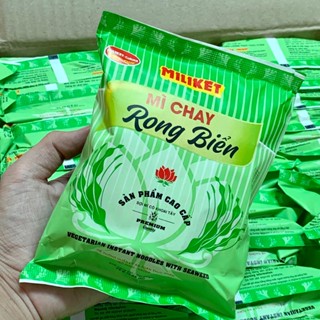 MILIKET
MÌ CHAY
Rong Biển
SẢN PHẨM CAO CẤP
PREMIUM
VEGETARIAN INSTANT NOODLES WITH SEAWEED